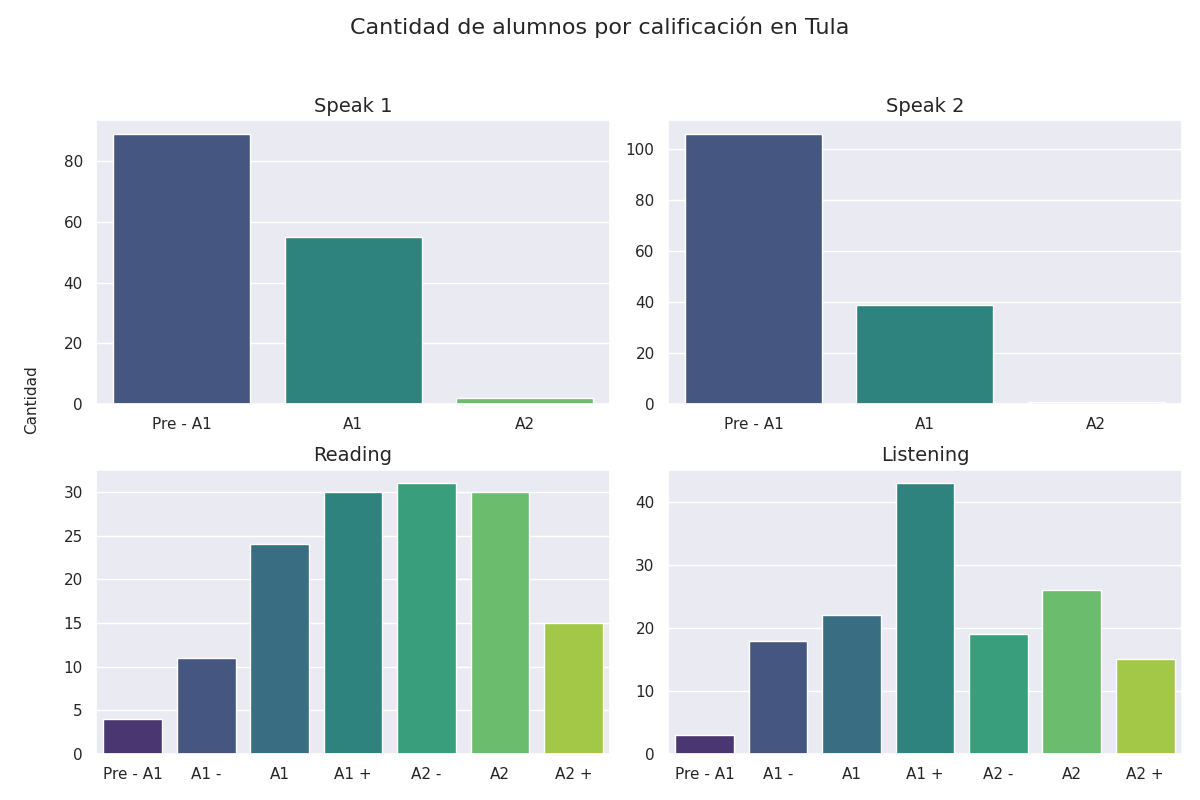 Cantidad de alumnos por calificación en Tula
Speak 1
80
60
40
20
0
Pre - A1 A1 A2
Speak 2
100
80
60
40
20
0
Pre - A1 A1 A2
Cantidad
Reading
30
25
20
15
10
5
0
Pre - A1 A1 - A1 A1 + A2 - A2 A2 +
Listening
40
30
20
10
0
Pre - A1 A1 - A1 A1 + A2 - A2 A2 +